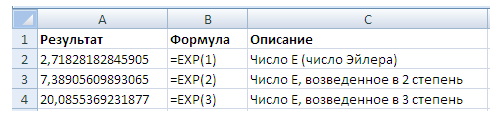 A B C
1 Результат Формула Описание
2 2,71828182845905 =EXP(1) Число E (число Эйлера)
3 7,38905609893065 =EXP(2) Число E, возведенное в 2 степень
4 20,0855369231877 =EXP(3) Число E, возведенное в 3 степень